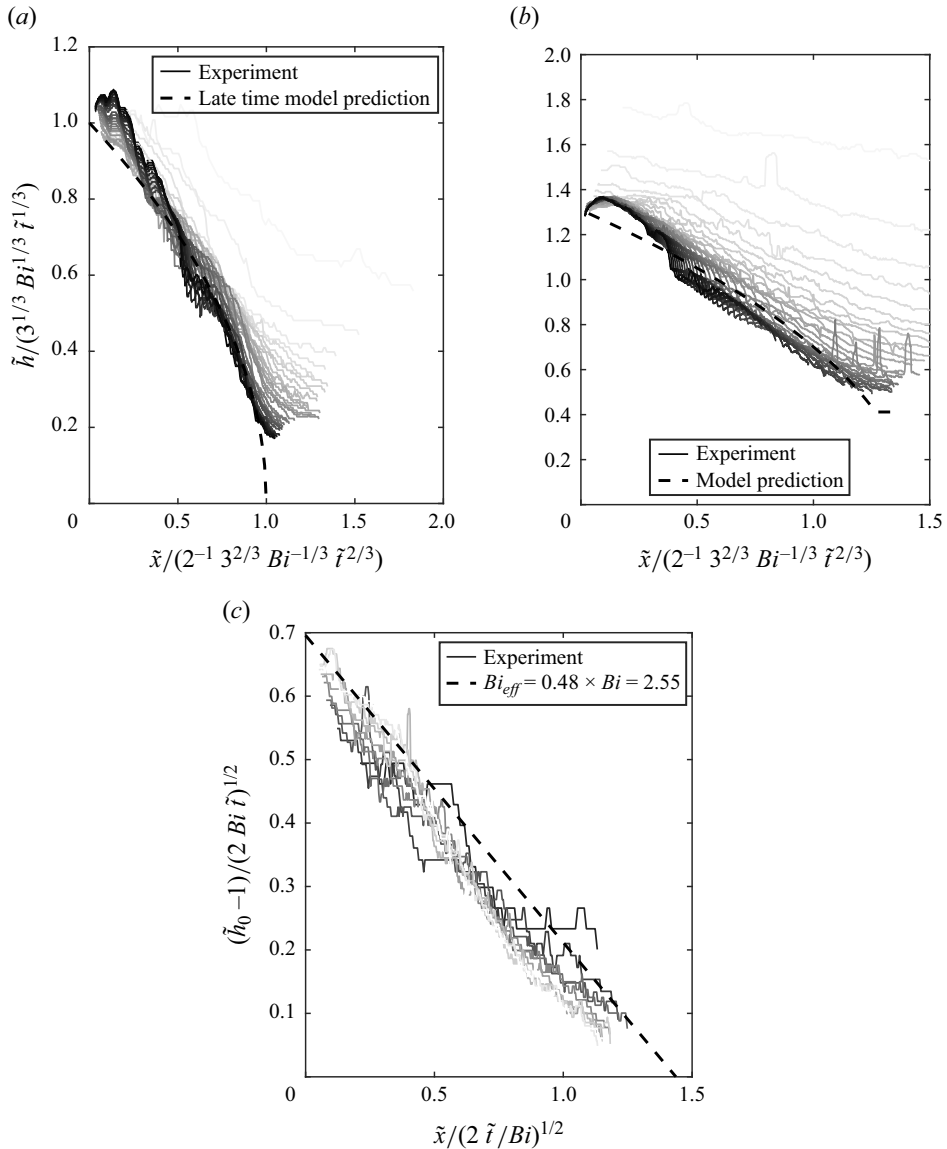 (a)
1.2
1.0
0.8
0.6
0.4
0.2
0
0.5
1.0
1.5
2.0
Experiment
Late time model prediction
h̃/(3^{1/3} Bi^{1/3} t̃^{1/3})
x̃/(2^{−1} 3^{2/3} Bi^{−1/3} t̃^{2/3})
(b)
2.0
1.8
1.6
1.4
1.2
1.0
0.8
0.6
0.4
0.2
0
0.5
1.0
1.5
Experiment
Model prediction
x̃/(2^{−1} 3^{2/3} Bi^{−1/3} t̃^{2/3})
(c)
0.7
0.6
0.5
0.4
0.3
0.2
0.1
0
0.5
1.0
1.5
Experiment
Bi_{eff} = 0.48 × Bi = 2.55
(h̃_0 −1)/(2 Bi t̃)^{1/2}
x̃/(2 t̃/Bi)^{1/2}